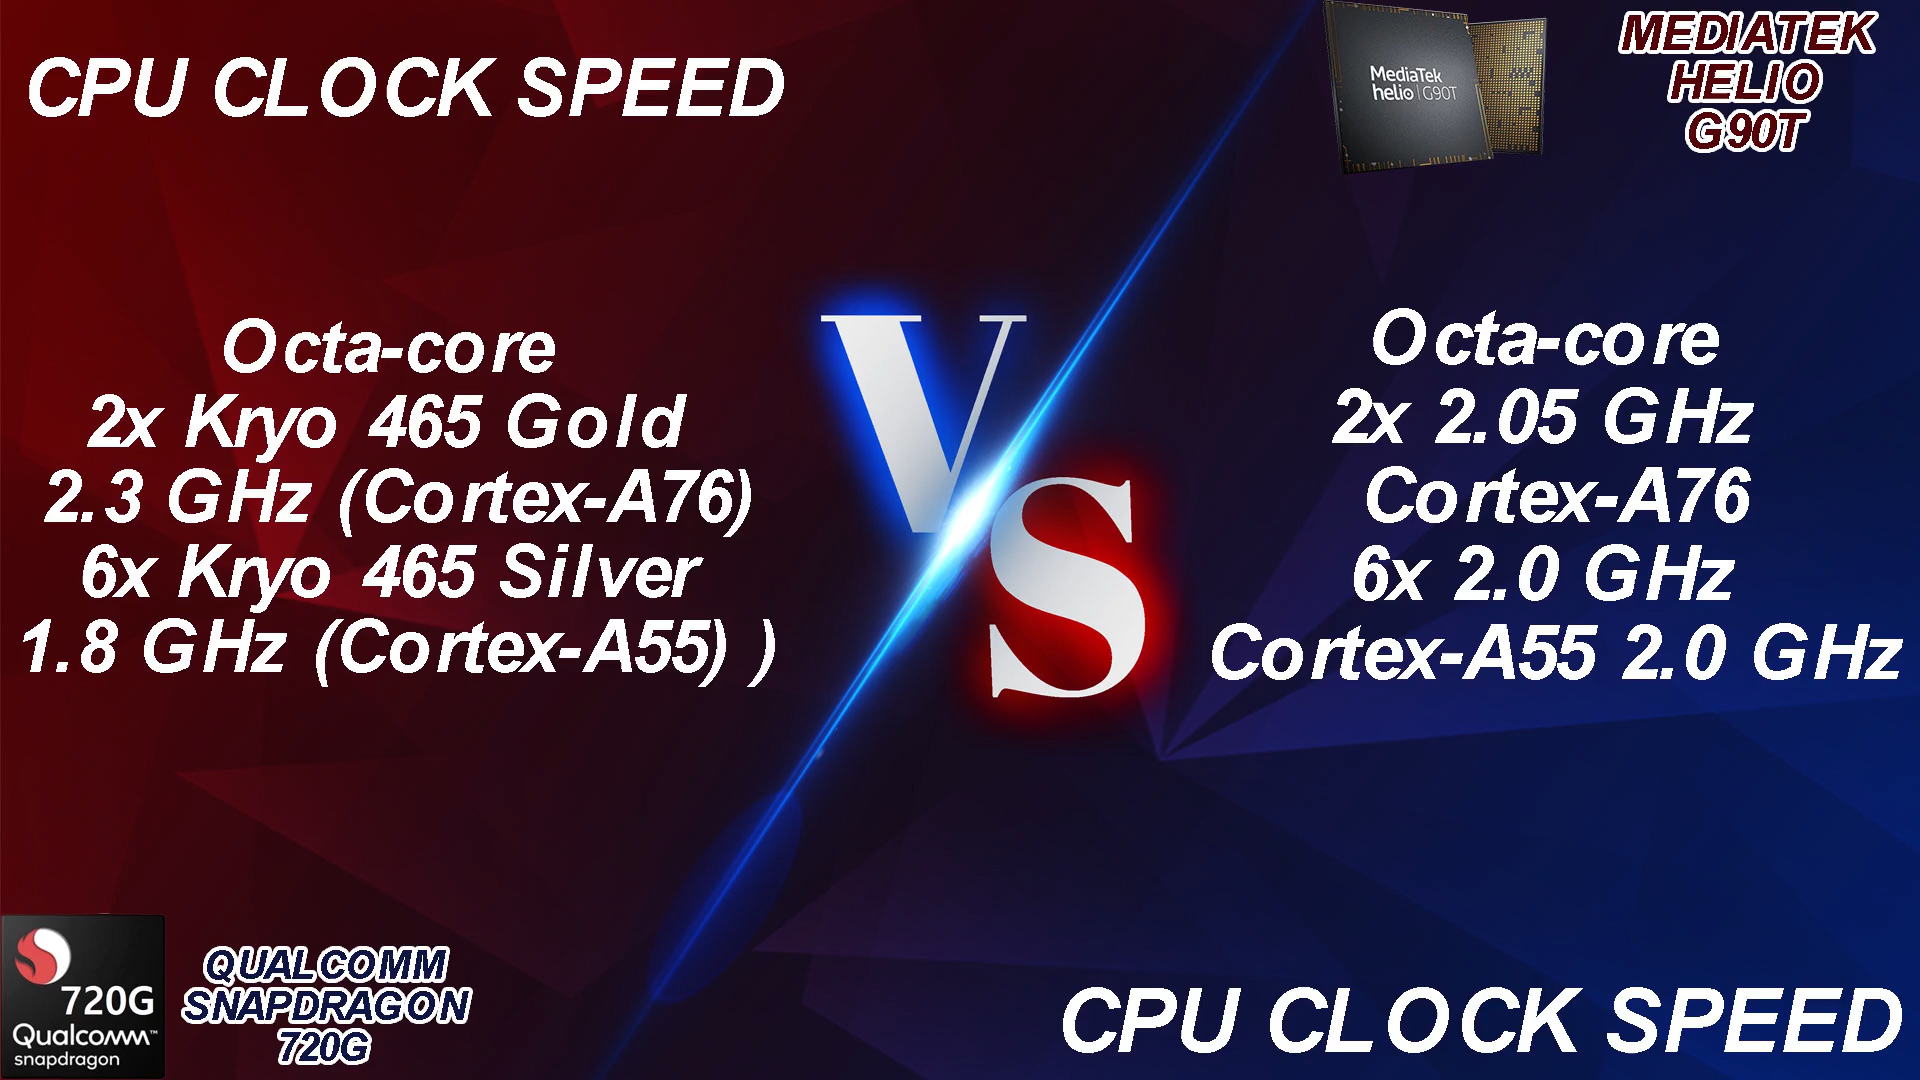 CPU CLOCK SPEED
Octa-core
2x Kryo 465 Gold
2.3 GHz (Cortex-A76)
6x Kryo 465 Silver
1.8 GHz (Cortex-A55) )
720G
Qualcomm™
snapdragon
QUALCOMM
SNAPDRAGON
720G
VS
MediaTek
helio | G90T
MEDIATEK
HELIO
G90T
Octa-core
2x 2.05 GHz
Cortex-A76
6x 2.0 GHz
Cortex-A55 2.0 GHz
CPU CLOCK SPEED